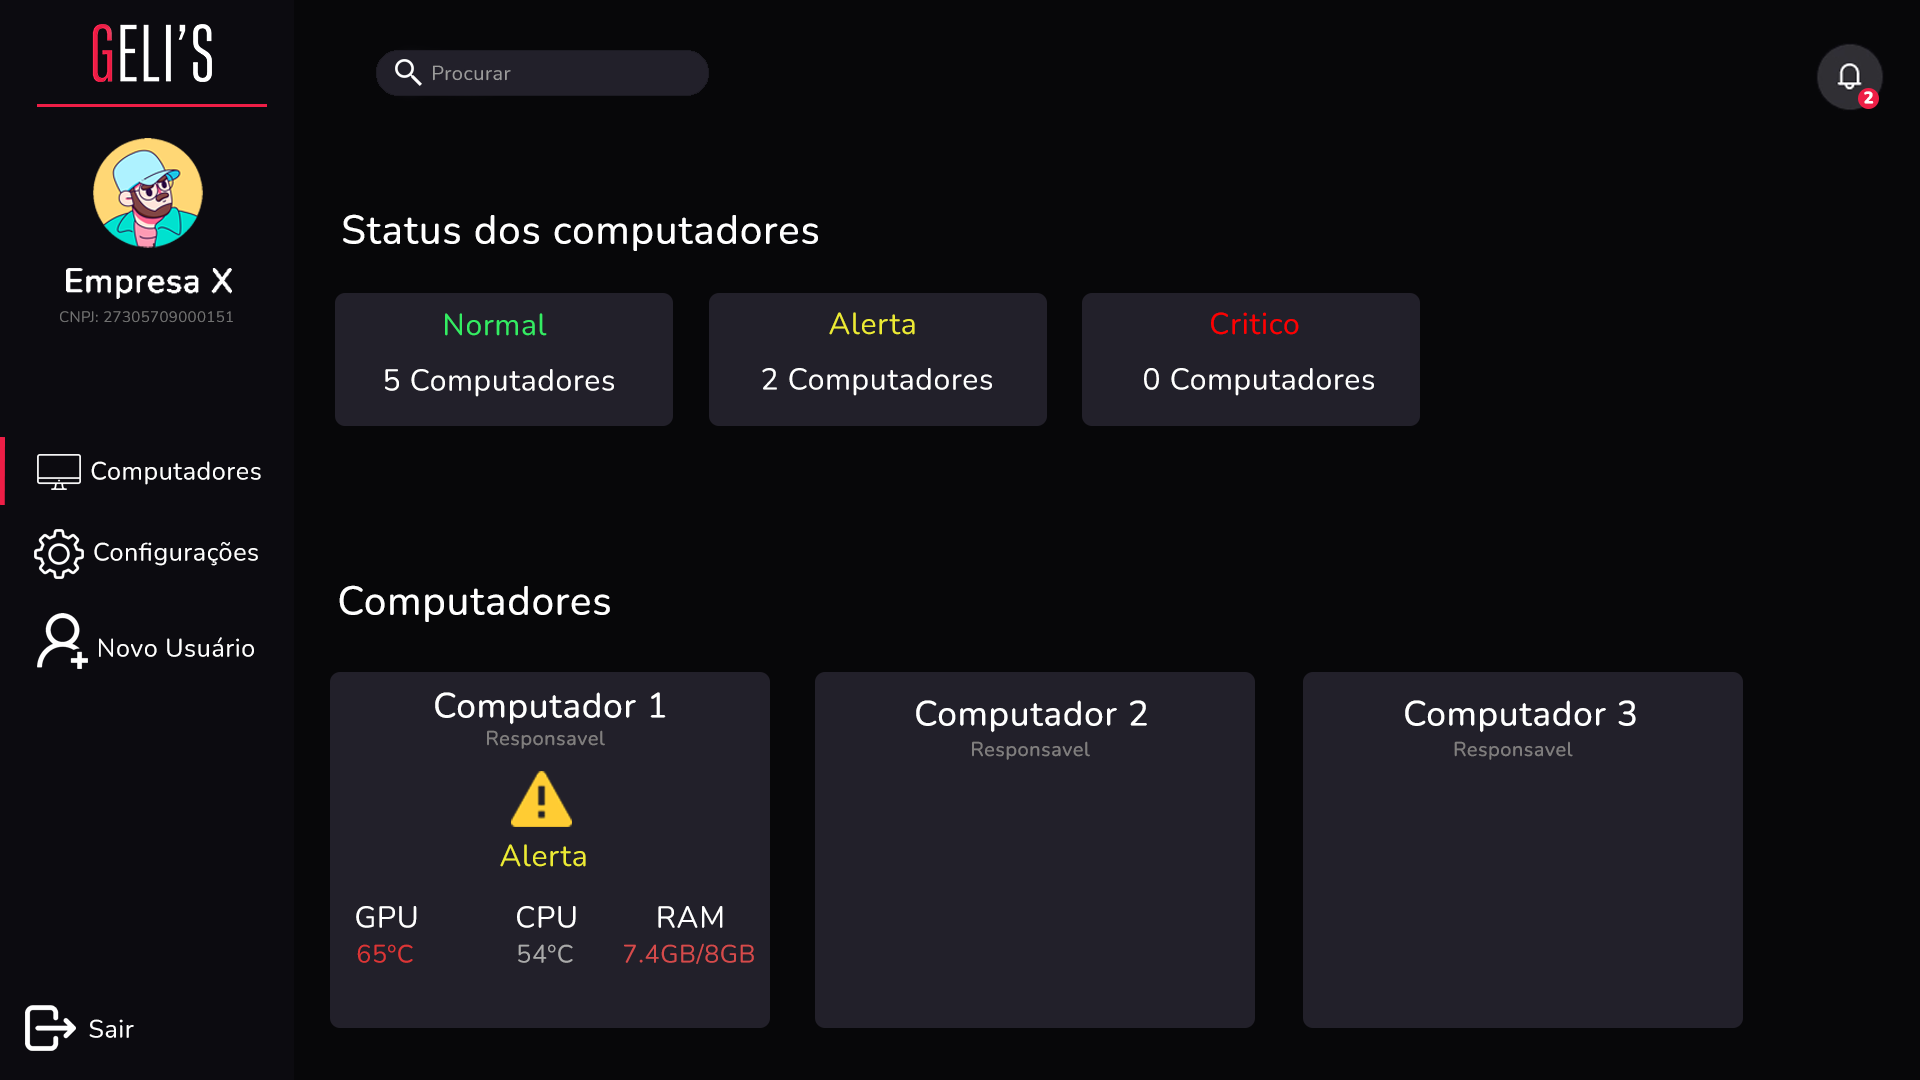 GELI'S
Empresa X
CNPJ: 27305709000151
Computadores
Configurações
Novo Usuário
Sair
Procurar
2
Status dos computadores
Normal
5 Computadores
Alerta
2 Computadores
Critico
0 Computadores
Computadores
Computador 1
Responsavel
Alerta
GPU
65ºC
CPU
54ºC
RAM
7.4GB/8GB
Computador 2
Responsavel
Computador 3
Responsavel